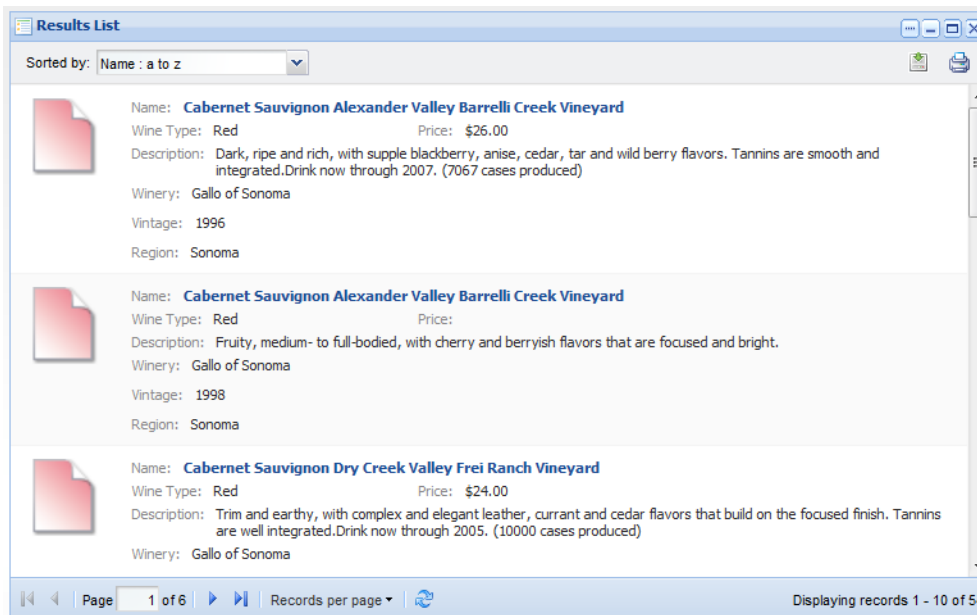 Results List
Sorted by: Name : a to z
Name: Cabernet Sauvignon Alexander Valley Barrelli Creek Vineyard
Wine Type: Red Price: $26.00
Description: Dark, ripe and rich, with supple blackberry, anise, cedar, tar and wild berry flavors. Tannins are smooth and
integrated.Drink now through 2007. (7067 cases produced)
Winery: Gallo of Sonoma
Vintage: 1996
Region: Sonoma
Name: Cabernet Sauvignon Alexander Valley Barrelli Creek Vineyard
Wine Type: Red Price:
Description: Fruity, medium- to full-bodied, with cherry and berryish flavors that are focused and bright.
Winery: Gallo of Sonoma
Vintage: 1998
Region: Sonoma
Name: Cabernet Sauvignon Dry Creek Valley Frei Ranch Vineyard
Wine Type: Red Price: $24.00
Description: Trim and earthy, with complex and elegant leather, currant and cedar flavors that build on the focused finish. Tannins
are well integrated.Drink now through 2005. (10000 cases produced)
Winery: Gallo of Sonoma
Page 1 of 6 Records per page Displaying records 1 - 10 of 5